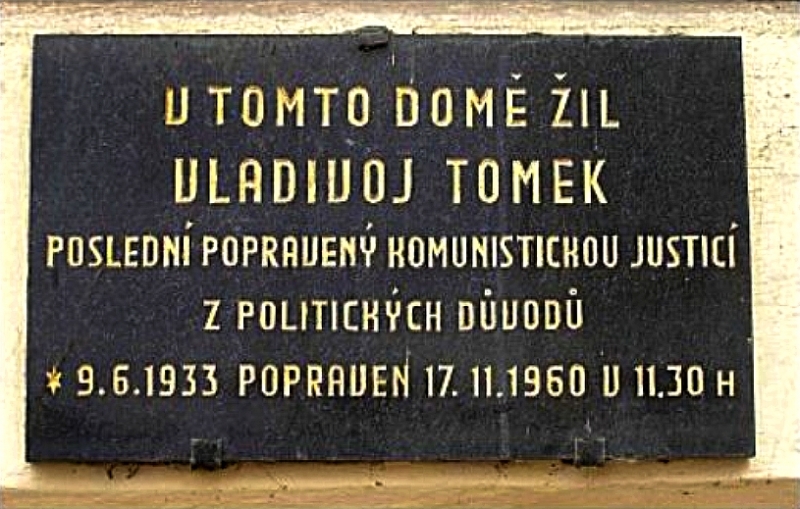 V TOMTO DOMĚ ŽIL
VLADIVOJ TOMEK
POSLEDNÍ POPRAVENÝ KOMUNISTICKOU JUSTICÍ
Z POLITICKÝCH DŮVODŮ
* 9.6.1933 POPRAVEN 17.11.1960 V 11.30 H